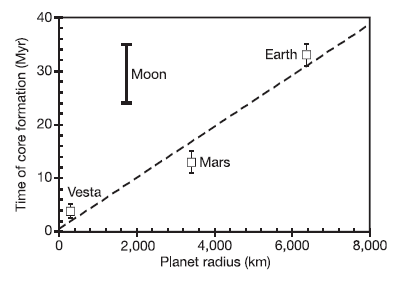 Time of core formation (Myr)
40
30
20
10
0
Earth
Moon
Mars
Vesta
0 2,000 4,000 6,000 8,000
Planet radius (km)